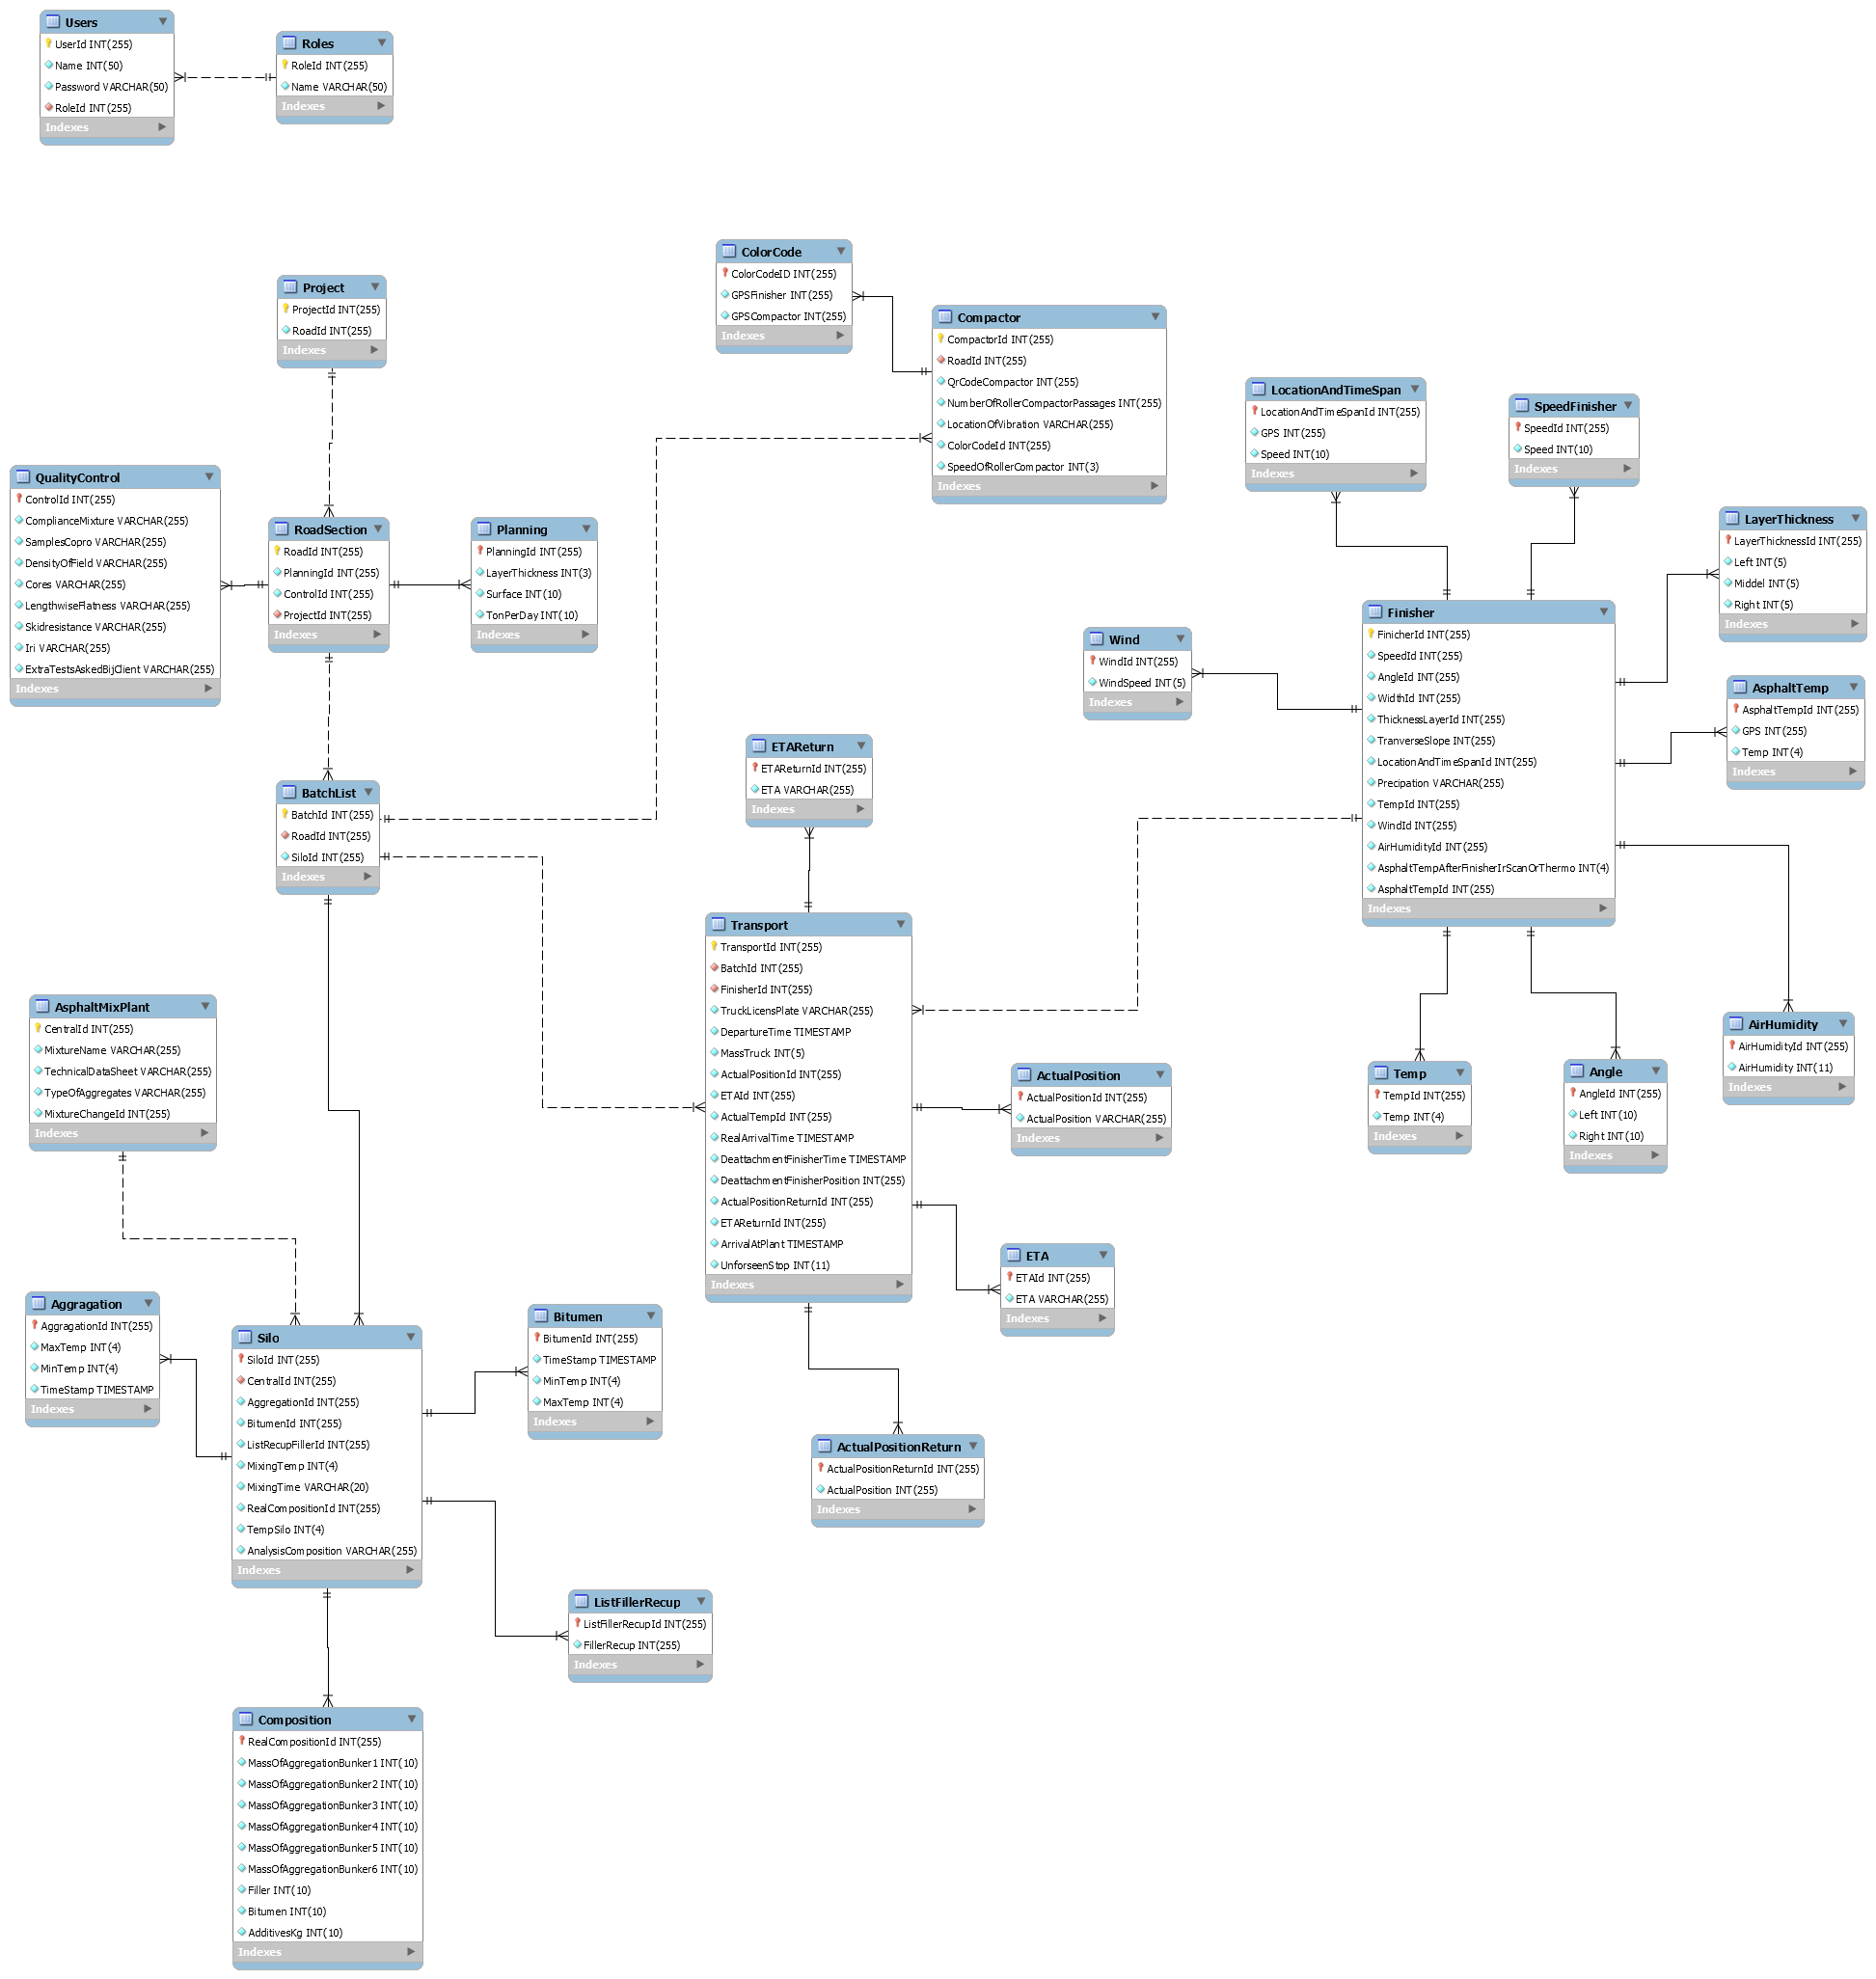 Users
UserId INT(255)
Name INT(50)
Password VARCHAR(50)
RoleId INT(255)
Indexes
Roles
RoleId INT(255)
Name VARCHAR(50)
Indexes
ColorCode
ColorCodeID INT(255)
GPSFinisher INT(255)
GPSCompactor INT(255)
Indexes
Project
ProjectId INT(255)
RoadId INT(255)
Indexes
Compactor
CompactorId INT(255)
RoadId INT(255)
QrCodeCompactor INT(255)
NumberOfRollerCompactorPassages INT(255)
LocationOfVibration VARCHAR(255)
ColorCodeId INT(255)
SpeedOfRollerCompactor INT(3)
Indexes
LocationAndTimeSpan
LocationAndTimeSpanId INT(255)
GPS INT(255)
Speed INT(10)
Indexes
SpeedFinisher
SpeedId INT(255)
Speed INT(10)
Indexes
QualityControl
ControlId INT(255)
ComplianceMixture VARCHAR(255)
SamplesCopro VARCHAR(255)
DensityOfField VARCHAR(255)
Cores VARCHAR(255)
LengthwiseFlatness VARCHAR(255)
Skidresistance VARCHAR(255)
Iri VARCHAR(255)
ExtraTestsAskedBijClient VARCHAR(255)
Indexes
RoadSection
RoadId INT(255)
PlanningId INT(255)
ControlId INT(255)
ProjectId INT(255)
Indexes
Planning
PlanningId INT(255)
LayerThickness INT(3)
Surface INT(10)
TonPerDay INT(10)
Indexes
LayerThickness
LayerThicknessId INT(255)
Left INT(5)
Middel INT(5)
Right INT(5)
Indexes
Finisher
FinicherId INT(255)
SpeedId INT(255)
AngleId INT(255)
WidthId INT(255)
ThicknessLayerId INT(255)
TranverseSlope INT(255)
LocationAndTimeSpanId INT(255)
Precipation VARCHAR(255)
TempId INT(255)
WindId INT(255)
AirHumidityId INT(255)
AsphaltTempAfterFinisherIrScanOrThermo INT(4)
AsphaltTempId INT(255)
Indexes
Wind
WindId INT(255)
WindSpeed INT(5)
Indexes
AsphaltTemp
AsphaltTempId INT(255)
GPS INT(255)
Temp INT(4)
Indexes
ETAReturn
ETAReturnId INT(255)
ETA VARCHAR(255)
Indexes
BatchList
BatchId INT(255)
RoadId INT(255)
SiloId INT(255)
Indexes
Transport
TransportId INT(255)
BatchId INT(255)
FinisherId INT(255)
TruckLicensPlate VARCHAR(255)
DepartureTime TIMESTAMP
MassTruck INT(5)
ActualPositionId INT(255)
ETAId INT(255)
ActualTempId INT(255)
RealArrivalTime TIMESTAMP
DeattachmentFinisherTime TIMESTAMP
DeattachmentFinisherPosition INT(255)
ActualPositionReturnId INT(255)
ETAReturnId INT(255)
ArrivalAtPlant TIMESTAMP
UnforseenStop INT(11)
Indexes
AsphaltMixPlant
CentralId INT(255)
MixtureName VARCHAR(255)
TechnicalDataSheet VARCHAR(255)
TypeOfAggregates VARCHAR(255)
MixtureChangeId INT(255)
Indexes
AirHumidity
AirHumidityId INT(255)
AirHumidity INT(11)
Indexes
ActualPosition
ActualPositionId INT(255)
ActualPosition VARCHAR(255)
Indexes
Temp
TempId INT(255)
Temp INT(4)
Indexes
Angle
AngleId INT(255)
Left INT(10)
Right INT(10)
Indexes
ETA
ETAId INT(255)
ETA VARCHAR(255)
Indexes
Aggragation
AggragationId INT(255)
MaxTemp INT(4)
MinTemp INT(4)
TimeStamp TIMESTAMP
Indexes
Silo
SiloId INT(255)
CentralId INT(255)
AggregationId INT(255)
BitumenId INT(255)
ListRecupFillerId INT(255)
MixingTemp INT(4)
MixingTime VARCHAR(20)
RealCompositionId INT(255)
TempSilo INT(4)
AnalysisComposition VARCHAR(255)
Indexes
Bitumen
BitumenId INT(255)
TimeStamp TIMESTAMP
MinTemp INT(4)
MaxTemp INT(4)
Indexes
ActualPositionReturn
ActualPositionReturnId INT(255)
ActualPosition INT(255)
Indexes
ListFillerRecup
ListFillerRecupId INT(255)
FillerRecup INT(255)
Indexes
Composition
RealCompositionId INT(255)
MassOfAggregationBunker1 INT(10)
MassOfAggregationBunker2 INT(10)
MassOfAggregationBunker3 INT(10)
MassOfAggregationBunker4 INT(10)
MassOfAggregationBunker5 INT(10)
MassOfAggregationBunker6 INT(10)
Filler INT(10)
Bitumen INT(10)
AdditivesKg INT(10)
Indexes